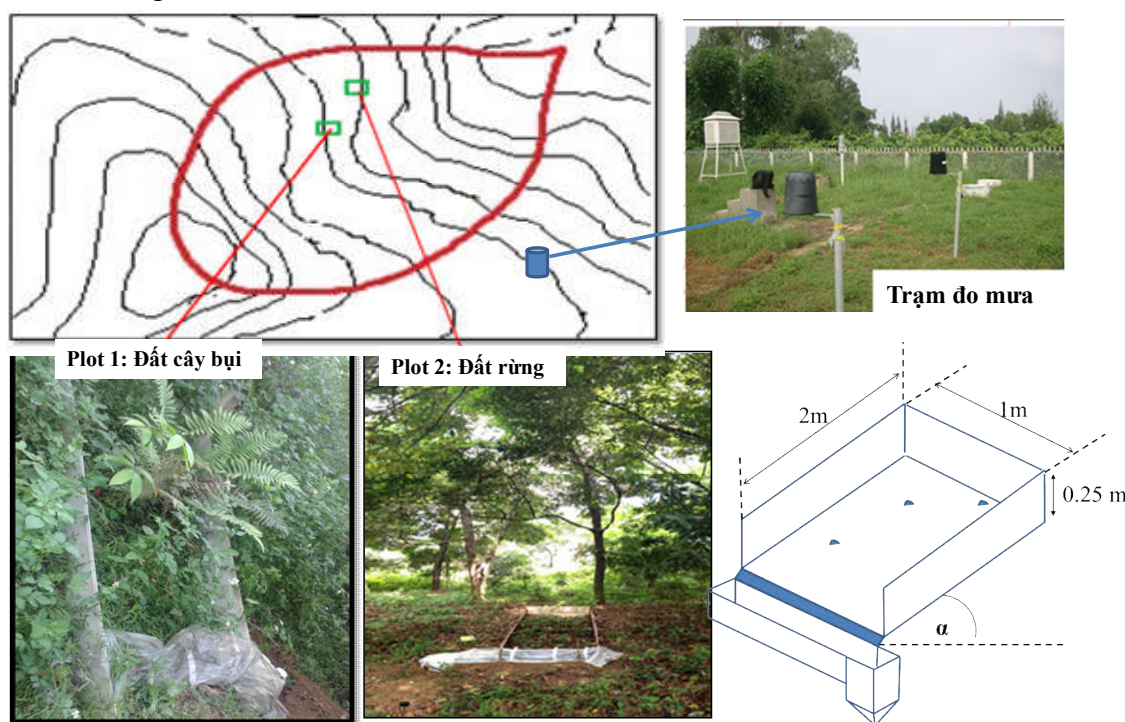 Trạm đo mưa
Plot 1: Đất cây bụi
Plot 2: Đất rừng
2m
1m
0.25 m
α